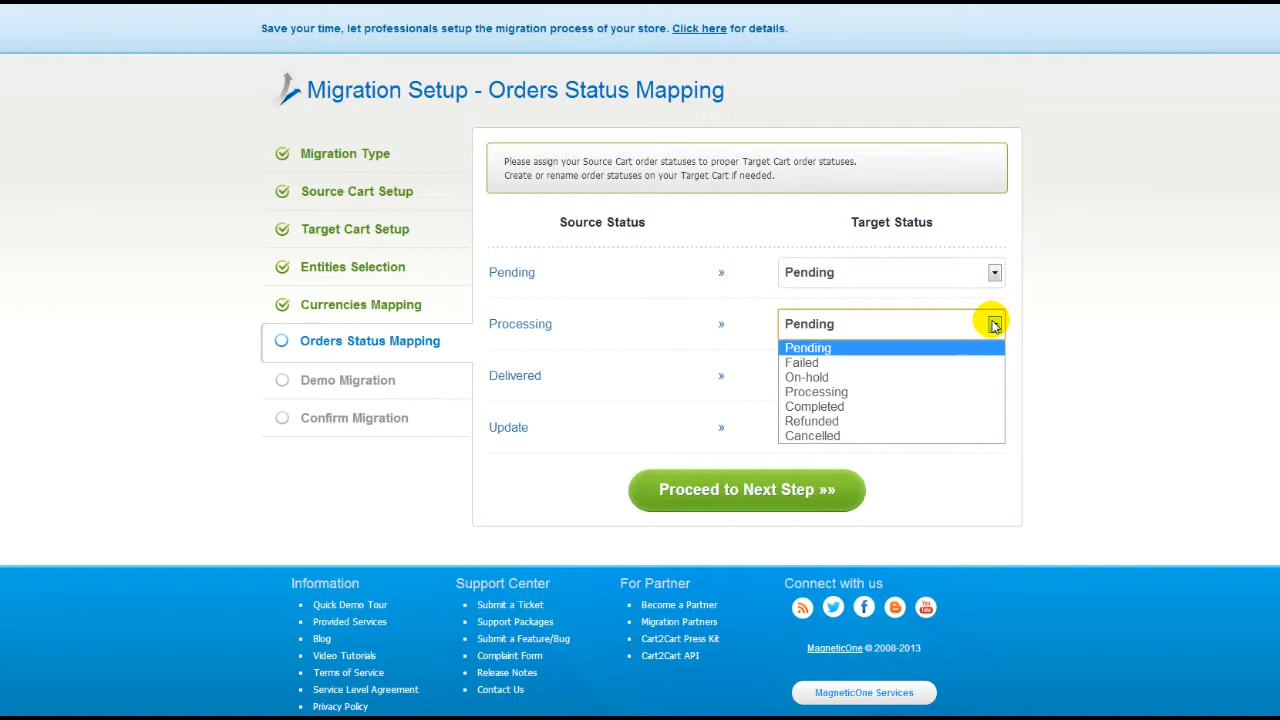 Save your time, let professionals setup the migration process of your store. Click here for details.
Migration Setup - Orders Status Mapping
Migration Type
Source Cart Setup
Target Cart Setup
Entities Selection
Currencies Mapping
Orders Status Mapping
Demo Migration
Confirm Migration
Please assign your Source Cart order statuses to proper Target Cart order statuses.
Create or rename order statuses on your Target Cart if needed.
Source Status Target Status
Pending » Pending
Processing » Pending
Pending
Failed
On-hold
Processing
Completed
Refunded
Cancelled
Delivered »
Update »
Proceed to Next Step »»
Information
Quick Demo Tour
Provided Services
Blog
Video Tutorials
Terms of Service
Service Level Agreement
Privacy Policy
Support Center
Submit a Ticket
Support Packages
Submit a Feature/Bug
Complaint Form
Release Notes
Contact Us
For Partner
Become a Partner
Migration Partners
Cart2Cart Press Kit
Cart2Cart API
Connect with us
You Tube
MagneticOne © 2008-2013
MagneticOne Services